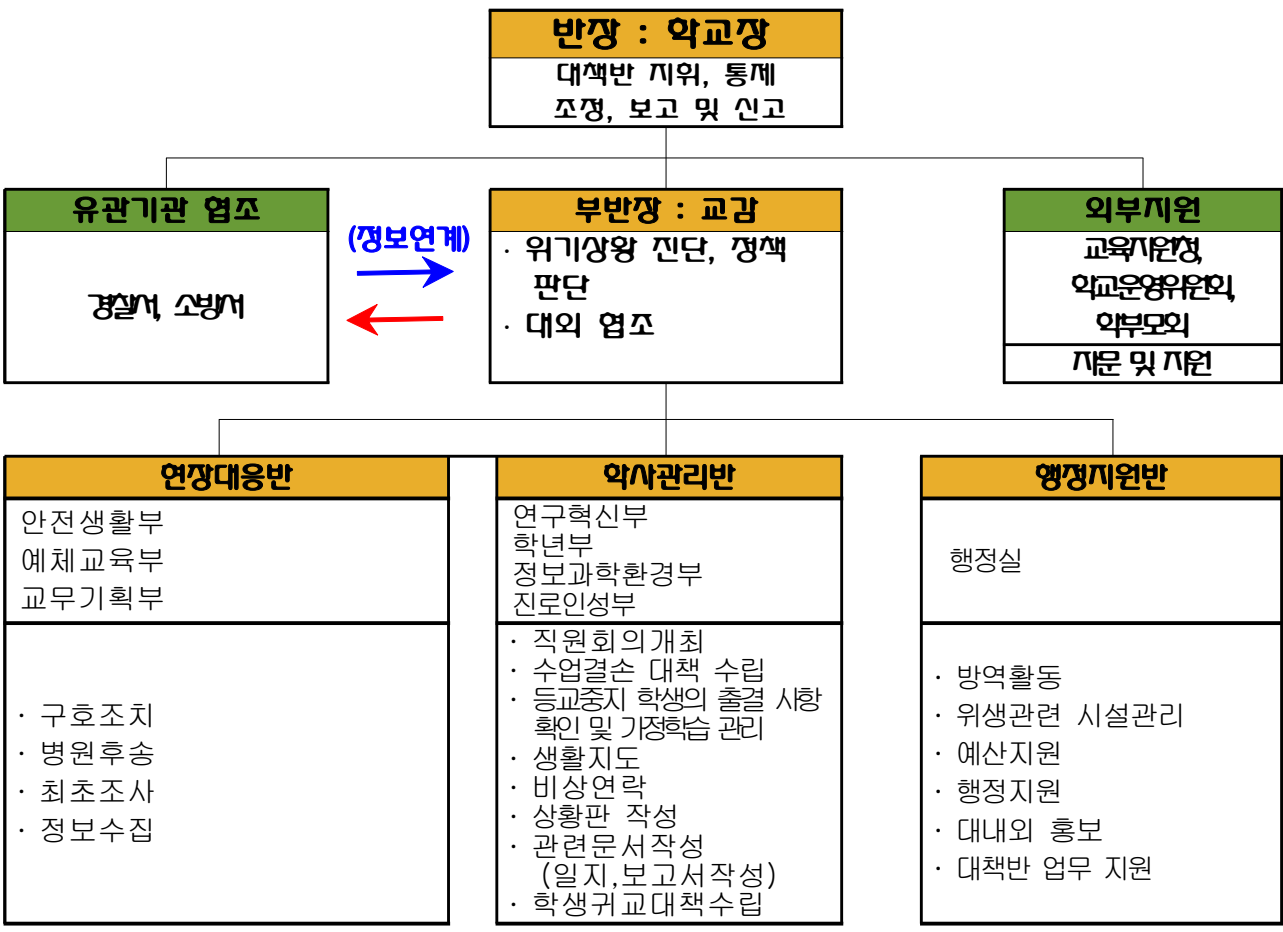 반장 : 학교장
대책반 지휘, 통제
조정, 보고 및 신고
유관기관 협조
경찰서, 소방서
(정보연계)
부반장 : 교감
· 위기상황 진단, 정책
판단
· 대외 협조
외부지원
교육지원청,
학교운영위원회,
학부모회
자문 및 지원
현장대응반
안전생활부
예체교육부
교무기획부
· 구호조치
· 병원후송
· 최초조사
· 정보수집
학사관리반
연구혁신부
학년부
정보과학환경부
진로인성부
· 직원회의개최
· 수업결손 대책 수립
· 등교중지 학생의 출결 사항
확인 및 가정학습 관리
· 생활지도
· 비상연락
· 상황판 작성
· 관련문서작성
(일지,보고서작성)
· 학생귀교대책수립
행정지원반
행정실
· 방역활동
· 위생관련 시설관리
· 예산지원
· 행정지원
· 대내외 홍보
· 대책반 업무 지원